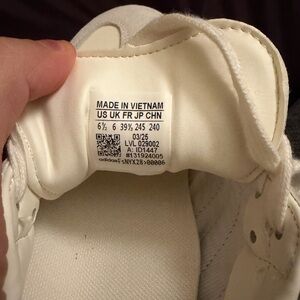 MADE IN VIETNAM
US UK FR JP CHN
6½ 6 39⅓ 245 240
03/25
LVL 029002
A: ID1447
#131924005